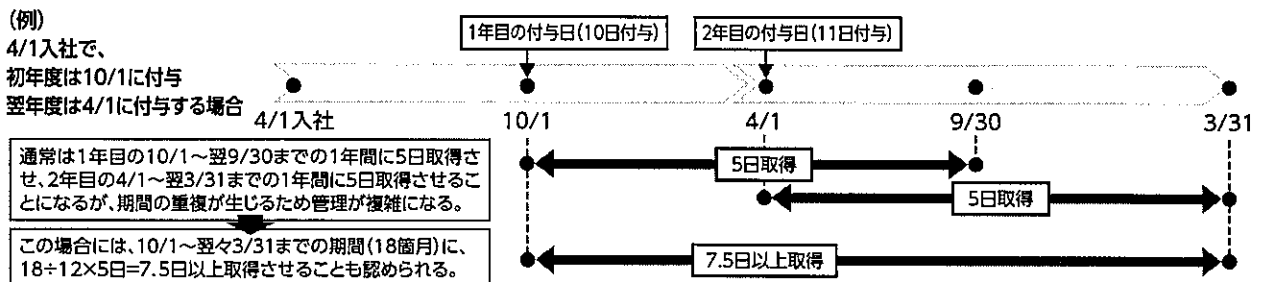 (例)
4/1入社で、
初年度は10/1に付与
翌年度は4/1に付与する場合
1年目の付与日(10日付与)
2年目の付与日(11日付与)
4/1入社
10/1
4/1
9/30
3/31
通常は1年目の10/1～翌9/30までの1年間に5日取得さ
せ、2年目の4/1～翌3/31までの1年間に5日取得させるこ
とになるが、期間の重複が生じるため管理が複雑になる。
5日取得
5日取得
この場合には、10/1～翌々3/31までの期間(18箇月)に、
18÷12×5日=7.5日以上取得させることも認められる。
7.5日以上取得